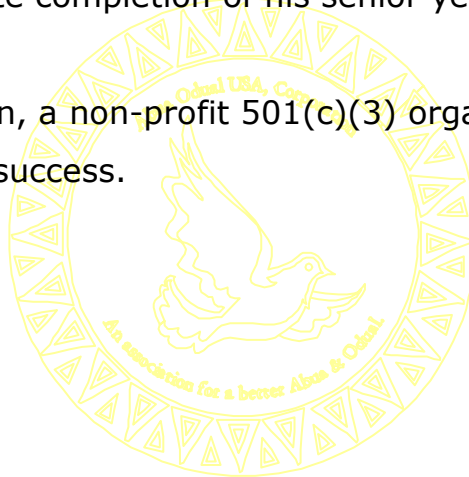 te completion of his senior ye
Odual USA,
n, a non-profit 501(c)(3) orga
success.
An association for a better Abua & Odual.